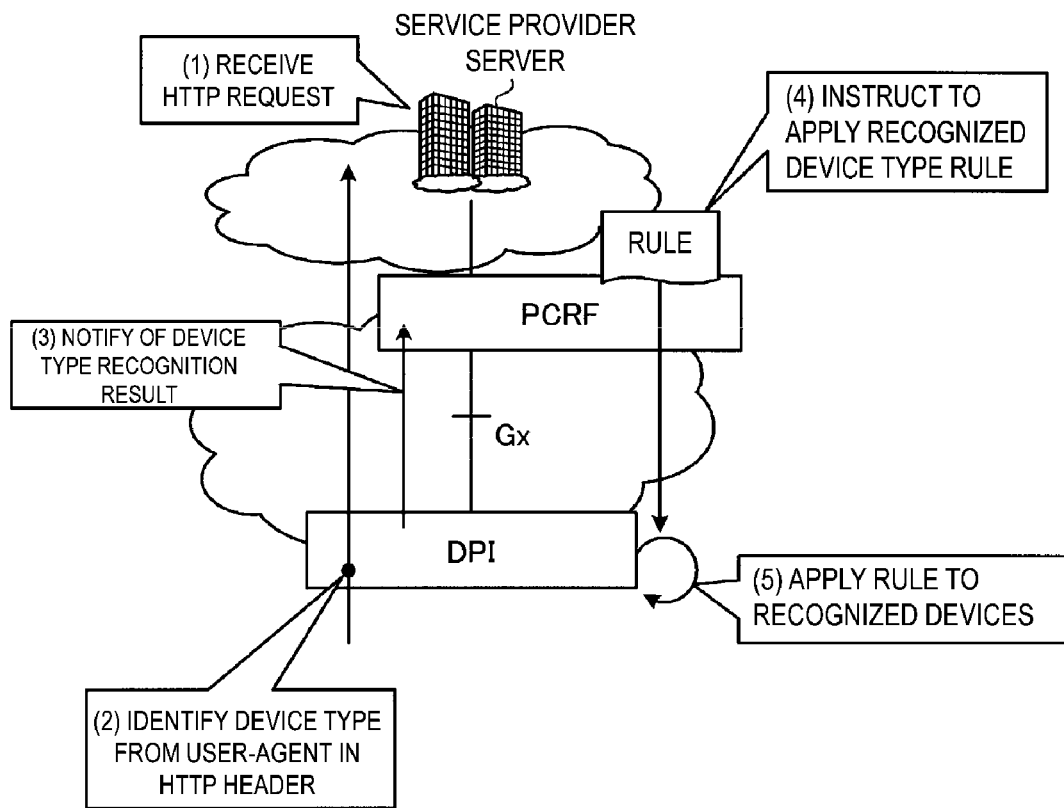 SERVICE PROVIDER
SERVER
(1) RECEIVE
HTTP REQUEST
(4) INSTRUCT TO
APPLY RECOGNIZED
DEVICE TYPE RULE
RULE
PCRF
(3) NOTIFY OF DEVICE
TYPE RECOGNITION
RESULT
Gx
DPI
(5) APPLY RULE TO
RECOGNIZED DEVICES
(2) IDENTIFY DEVICE TYPE
FROM USER-AGENT IN
HTTP HEADER